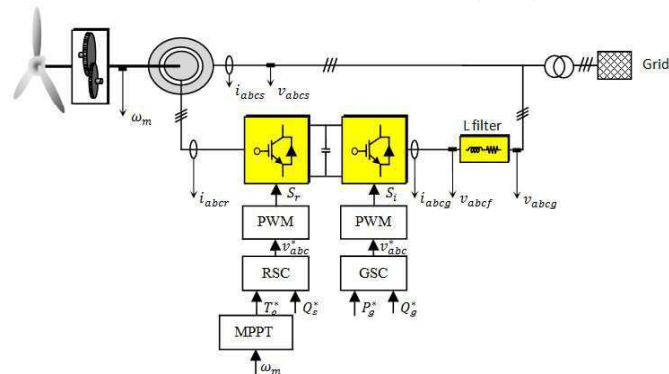 Grid
i_abcs
v_abcs
ω_m
L filter
i_abcr
S_r
S_i
i_abcg
v_abcf
v_abcg
PWM
PWM
v*_abc
v*_abc
RSC
GSC
T*_e
Q*_s
P*_g
Q*_g
MPPT
ω_m